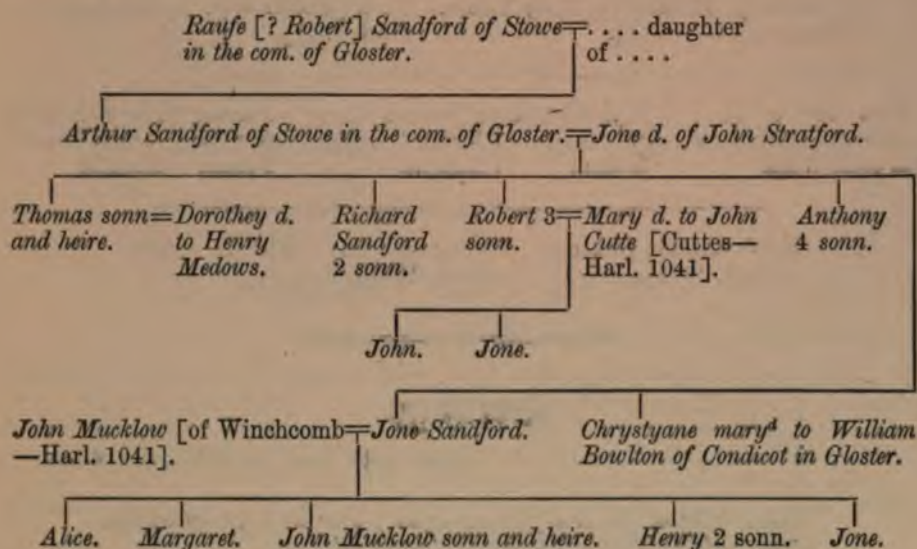 Raufe [? Robert] Sandford of Stowe=. . . . daughter
in the com. of Gloster. of . . . .
Arthur Sandford of Stowe in the com. of Gloster.=Jone d. of John Stratford.
Thomas sonn=Dorothey d. Richard Robert 3=Mary d. to John Anthony
and heire. to Henry Sandford sonn. Cutte [Cuttes— 4 sonn.
Medows. 2 sonn. Harl. 1041].
John. Jone.
John Mucklow [of Winchcomb=Jone Sandford. Chrystyane maryd to William
—Harl. 1041]. Bowlton of Condicot in Gloster.
Alice. Margaret. John Mucklow sonn and heire. Henry 2 sonn. Jone.